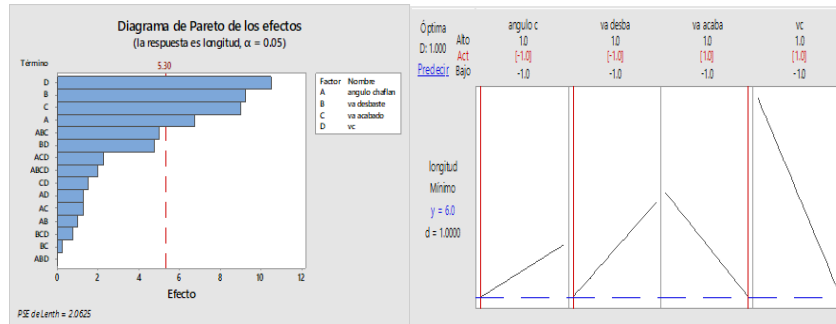 Diagrama de Pareto de los efectos
(la respuesta es longitud, α = 0.05)
Término
5.30
D
B
C
A
ABC
BD
ACD
ABCD
CD
AD
AC
AB
BCD
BC
ABD
0 2 4 6 8 10 12
Efecto
PSE de Lenth = 2.0625
Factor Nombre
A angulo chaflan
B va desbaste
C va acabado
D vc
Óptima
D: 1.000
Predecir
Alto
Act
Bajo
angulo c
1.0
[-1.0]
-1.0
va desba
1.0
[-1.0]
-1.0
va acaba
1.0
[1.0]
-1.0
vc
1.0
[1.0]
-1.0
longitud
Mínimo
y = 6.0
d = 1.0000